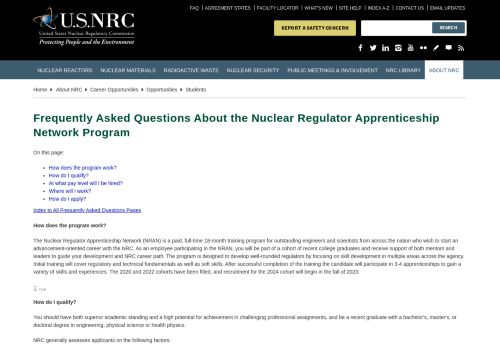 FAQ | AGREEMENT STATES | FACILITY LOCATOR | WHAT'S NEW | SITE HELP | INDEX A-Z | CONTACT US | EMAIL UPDATES
U.S.NRC
United States Nuclear Regulatory Commission
Protecting People and the Environment
REPORT A SAFETY CONCERN
SEARCH
NUCLEAR REACTORS NUCLEAR MATERIALS RADIOACTIVE WASTE NUCLEAR SECURITY PUBLIC MEETINGS & INVOLVEMENT NRC LIBRARY ABOUT NRC
Home About NRC Career Opportunities Opportunities Students
Frequently Asked Questions About the Nuclear Regulator Apprenticeship
Network Program
On this page:
How does the program work?
How do I qualify?
At what pay level will I be hired?
Where will I work?
How do I apply?
Index to All Frequently Asked Questions Pages
How does the program work?
The Nuclear Regulator Apprenticeship Network (NRAN) is a paid, full-time 18-month training program for outstanding engineers and scientists from across the nation who wish to start an
advancement-oriented career with the NRC. As an employee participating in the NRAN, you will be part of a cohort of recent college graduates and receive support of both mentors and
leaders to guide your development and NRC career path. The program is designed to develop well-rounded regulators by focusing on skill development in multiple areas across the agency.
Initial training will cover regulatory and technical fundamentals as well as soft skills. After successful completion of the training the candidate will participate in 3-4 apprenticeships to gain a
variety of skills and experiences. The 2020 and 2022 cohorts have been filled, and recruitment for the 2024 cohort will begin in the fall of 2023.
TOP
How do I qualify?
You should have both superior academic standing and a high potential for achievement in challenging professional assignments, and be a recent graduate with a bachelor's, master's, or
doctoral degree in engineering, physical science or health physics.
NRC generally assesses applicants on the following factors: